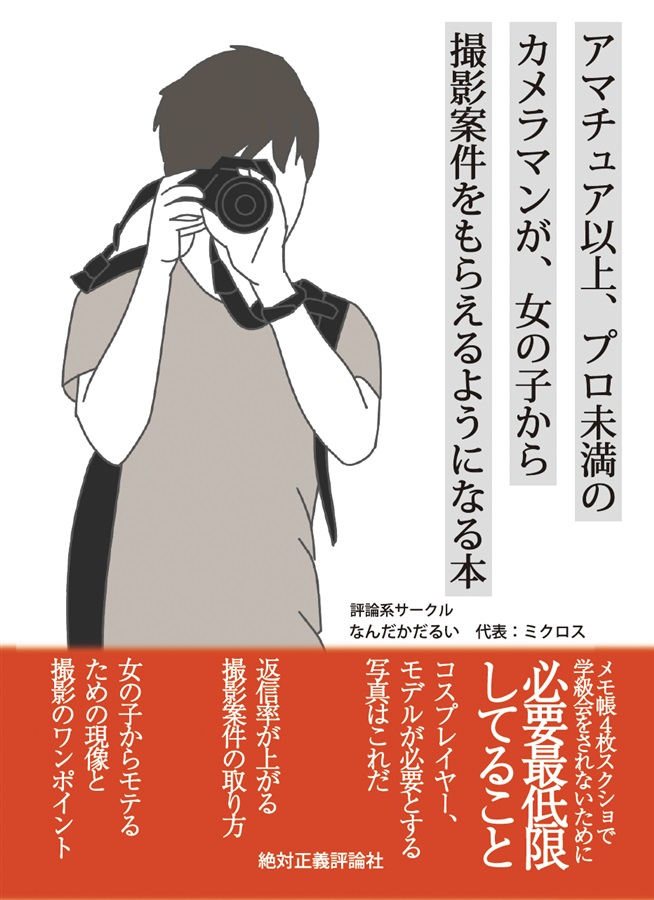 アマチュア以上、プロ未満の
カメラマンが、女の子から
撮影案件をもらえるようになる本
評論系サークル
なんだかだるい　代表：ミクロス
メモ帳4枚スクショで
学級会をされないために
必要最低限
してること
コスプレイヤー、
モデルが必要とする
写真はこれだ
返信率が上がる
撮影案件の取り方
女の子からモテる
ための現像と
撮影のワンポイント
絶対正義評論社